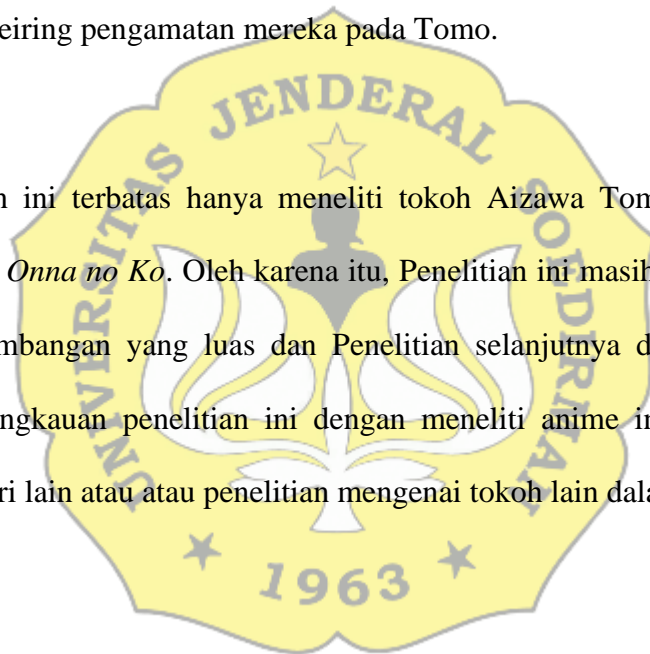 eiring pengamatan mereka pada Tomo.
UNIVERSITAS JENDERAL SOEDIRMAN
n ini terbatas hanya meneliti tokoh Aizawa Tom
Onna no Ko. Oleh karena itu, Penelitian ini masih
mbangan yang luas dan Penelitian selanjutnya d
ngkauan penelitian ini dengan meneliti anime in
ri lain atau atau penelitian mengenai tokoh lain dala
1963